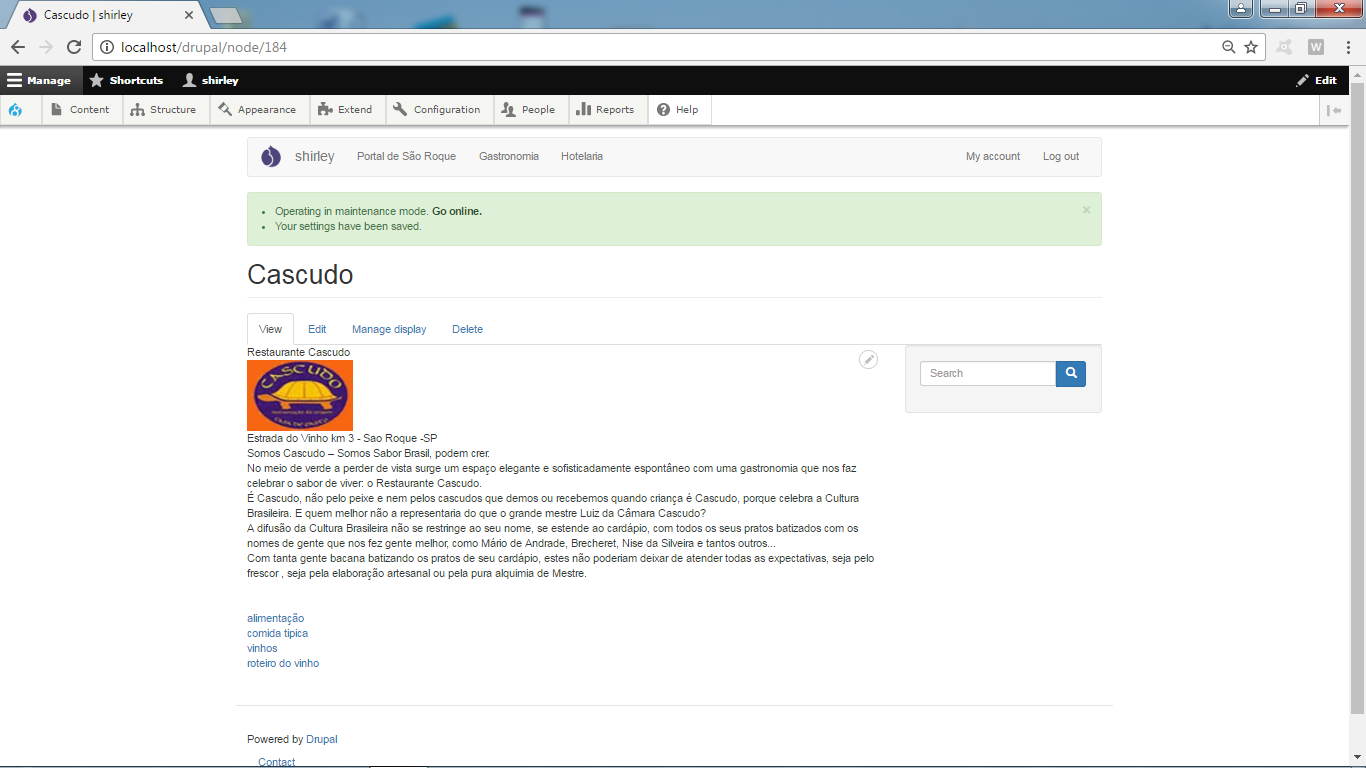 Cascudo | shirley
localhost/drupal/node/184
W
Manage Shortcuts shirley Edit
Content Structure Appearance Extend Configuration People Reports Help
shirley Portal de São Roque Gastronomia Hotelaria My account Log out
Operating in maintenance mode. Go online.
Your settings have been saved.
Cascudo
View Edit Manage display Delete
Restaurante Cascudo
Search
CASCUDO
Estrada do Vinho km 3 - Sao Roque -SP
Somos Cascudo – Somos Sabor Brasil, podem crer.
No meio de verde a perder de vista surge um espaço elegante e sofisticadamente espontâneo com uma gastronomia que nos faz
celebrar o sabor de viver: o Restaurante Cascudo.
É Cascudo, não pelo peixe e nem pelos cascudos que demos ou recebemos quando criança é Cascudo, porque celebra a Cultura
Brasileira. E quem melhor não a representaria do que o grande mestre Luiz da Câmara Cascudo?
A difusão da Cultura Brasileira não se restringe ao seu nome, se estende ao cardápio, com todos os seus pratos batizados com os
nomes de gente que nos fez gente melhor, como Mário de Andrade, Brecheret, Nise da Silveira e tantos outros...
Com tanta gente bacana batizando os pratos de seu cardápio, estes não poderiam deixar de atender todas as expectativas, seja pelo
frescor , seja pela elaboração artesanal ou pela pura alquimia de Mestre.
alimentação
comida tipica
vinhos
roteiro do vinho
Powered by Drupal
Contact